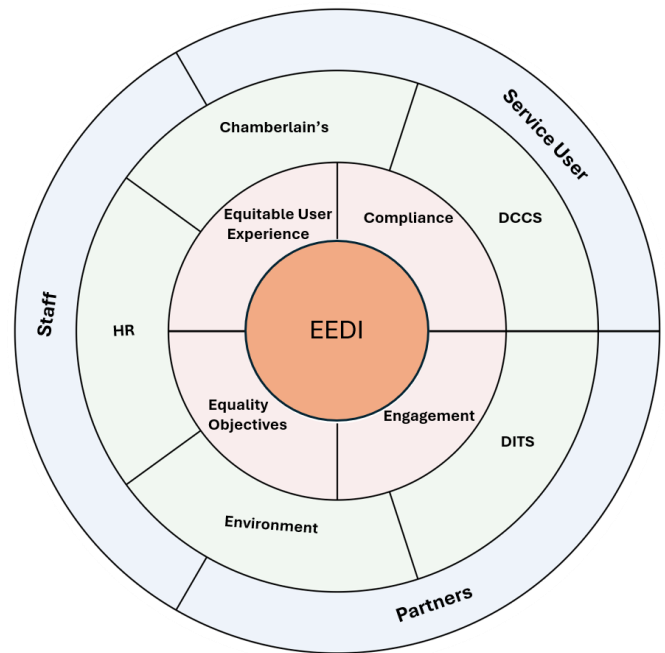 Service User
Chamberlain's
Equitable User
Experience
Compliance
DCCS
Staff
HR
EEDI
Equality
Objectives
Engagement
DITS
Environment
Partners